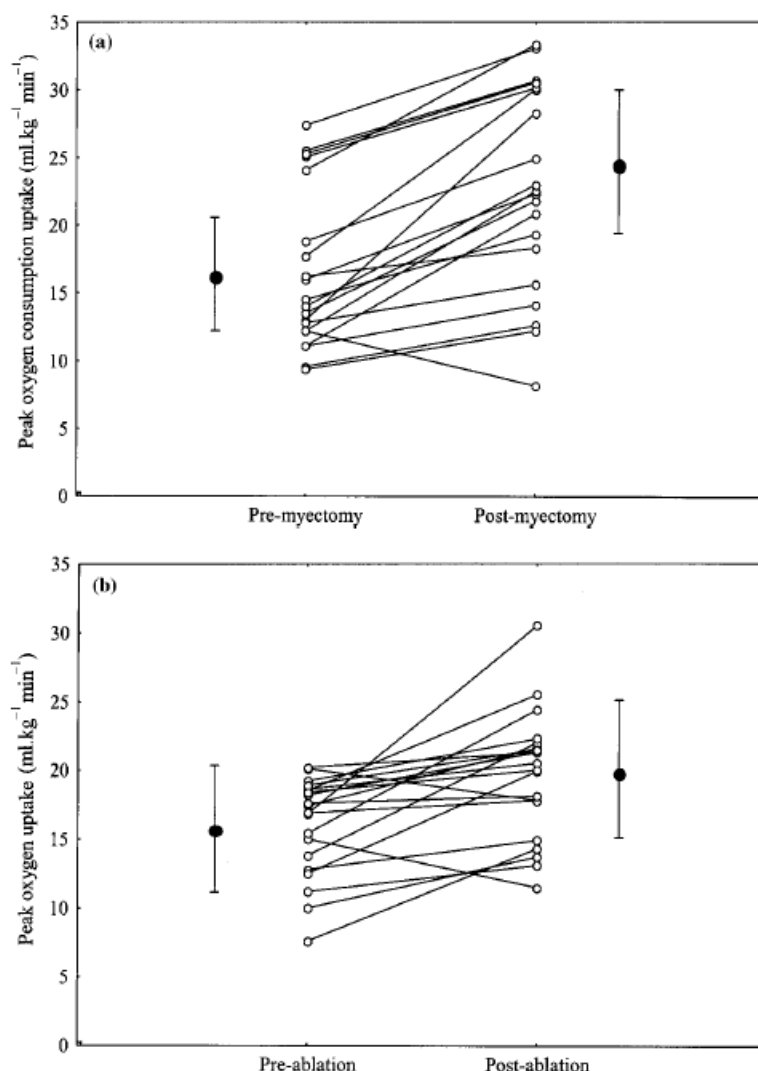 (a)
Peak oxygen consumption uptake (ml.kg⁻¹ min⁻¹)
35
30
25
20
15
10
5
0
Pre-myectomy Post-myectomy
(b)
Peak oxygen uptake (ml.kg⁻¹ min⁻¹)
35
30
25
20
15
10
5
0
Pre-ablation Post-ablation